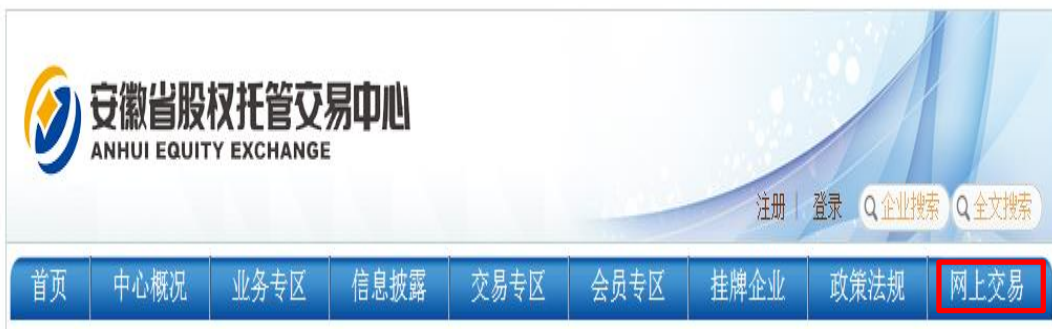 安徽省股权托管交易中心
ANHUI EQUITY EXCHANGE
注册 | 登录 企业搜索 全文搜索
首页 中心概况 业务专区 信息披露 交易专区 会员专区 挂牌企业 政策法规 网上交易